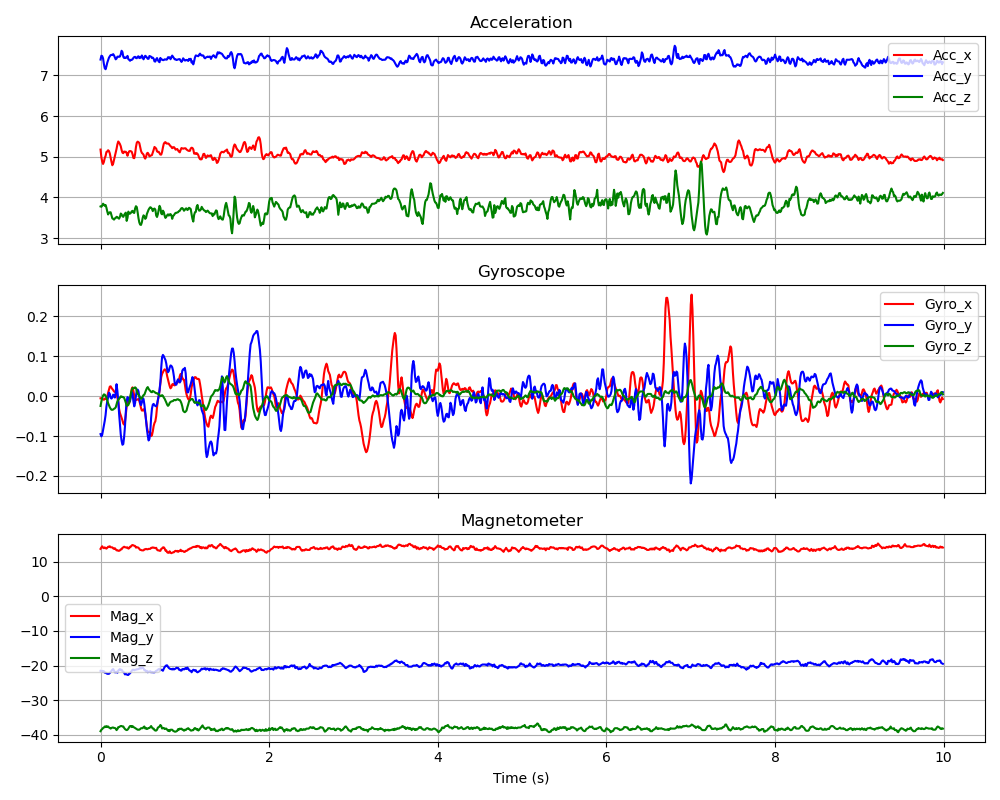 Acceleration
7
6
5
4
3
Acc_x
Acc_y
Acc_z
Gyroscope
0.2
0.1
0.0
−0.1
−0.2
Gyro_x
Gyro_y
Gyro_z
Magnetometer
10
0
−10
−20
−30
−40
Mag_x
Mag_y
Mag_z
0 2 4 6 8 10
Time (s)